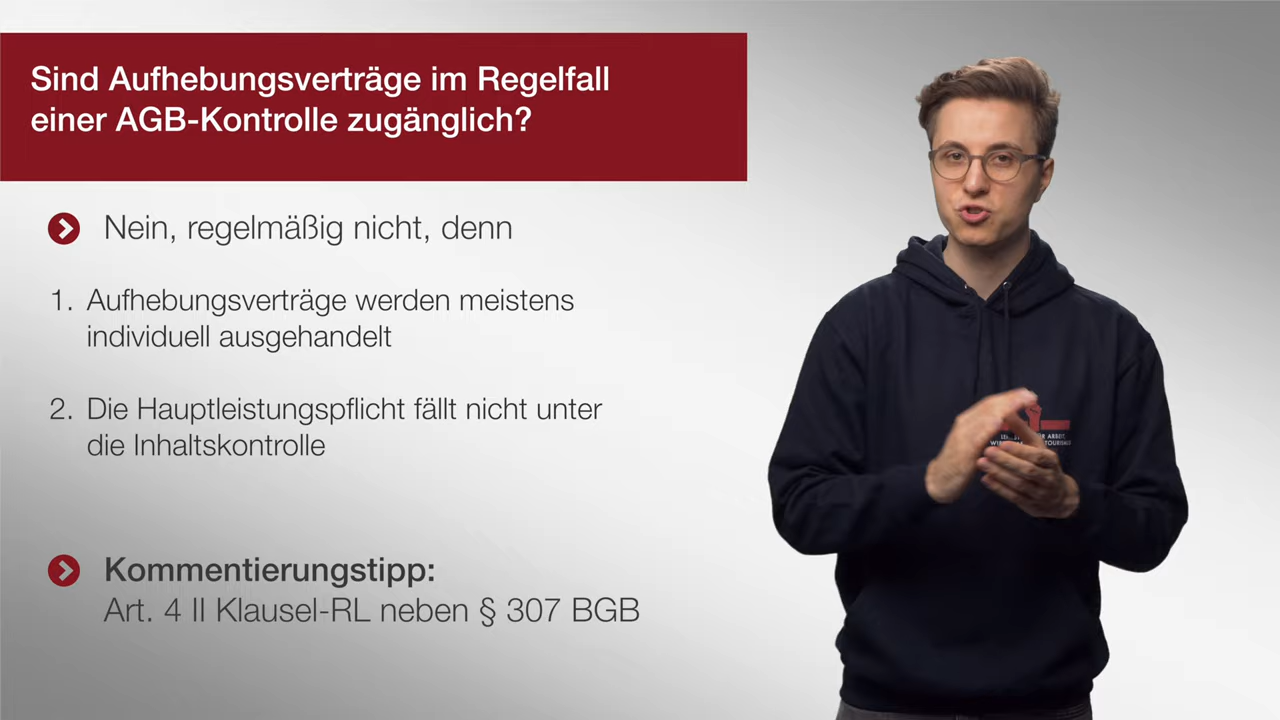 Sind Aufhebungsverträge im Regelfall
einer AGB-Kontrolle zugänglich?
Nein, regelmäßig nicht, denn
1. Aufhebungsverträge werden meistens
individuell ausgehandelt
2. Die Hauptleistungspflicht fällt nicht unter
die Inhaltskontrolle
Kommentierungstipp:
Art. 4 II Klausel-RL neben § 307 BGB